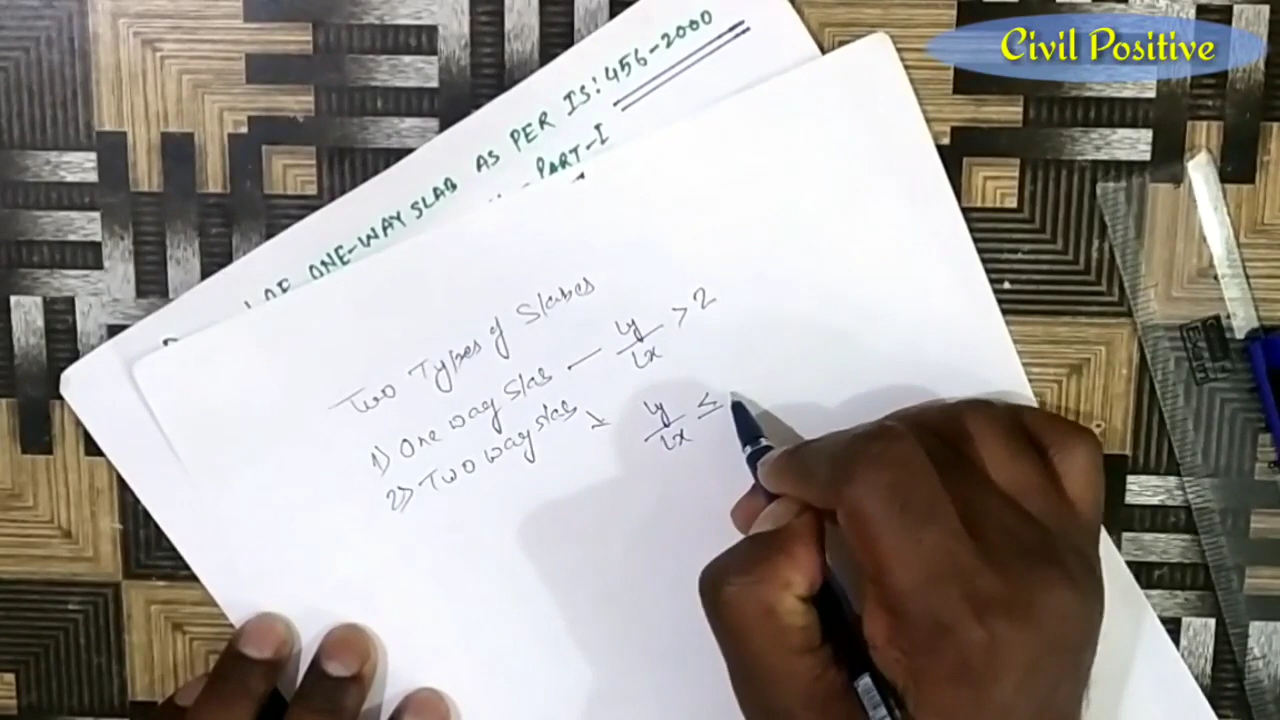 Civil Positive
ONE-WAY SLAB AS PER IS:456-2000
PART-I
Two Types of Slabes
1) One way Slab — ly/lx > 2
2) Two way slab ly/lx ≤